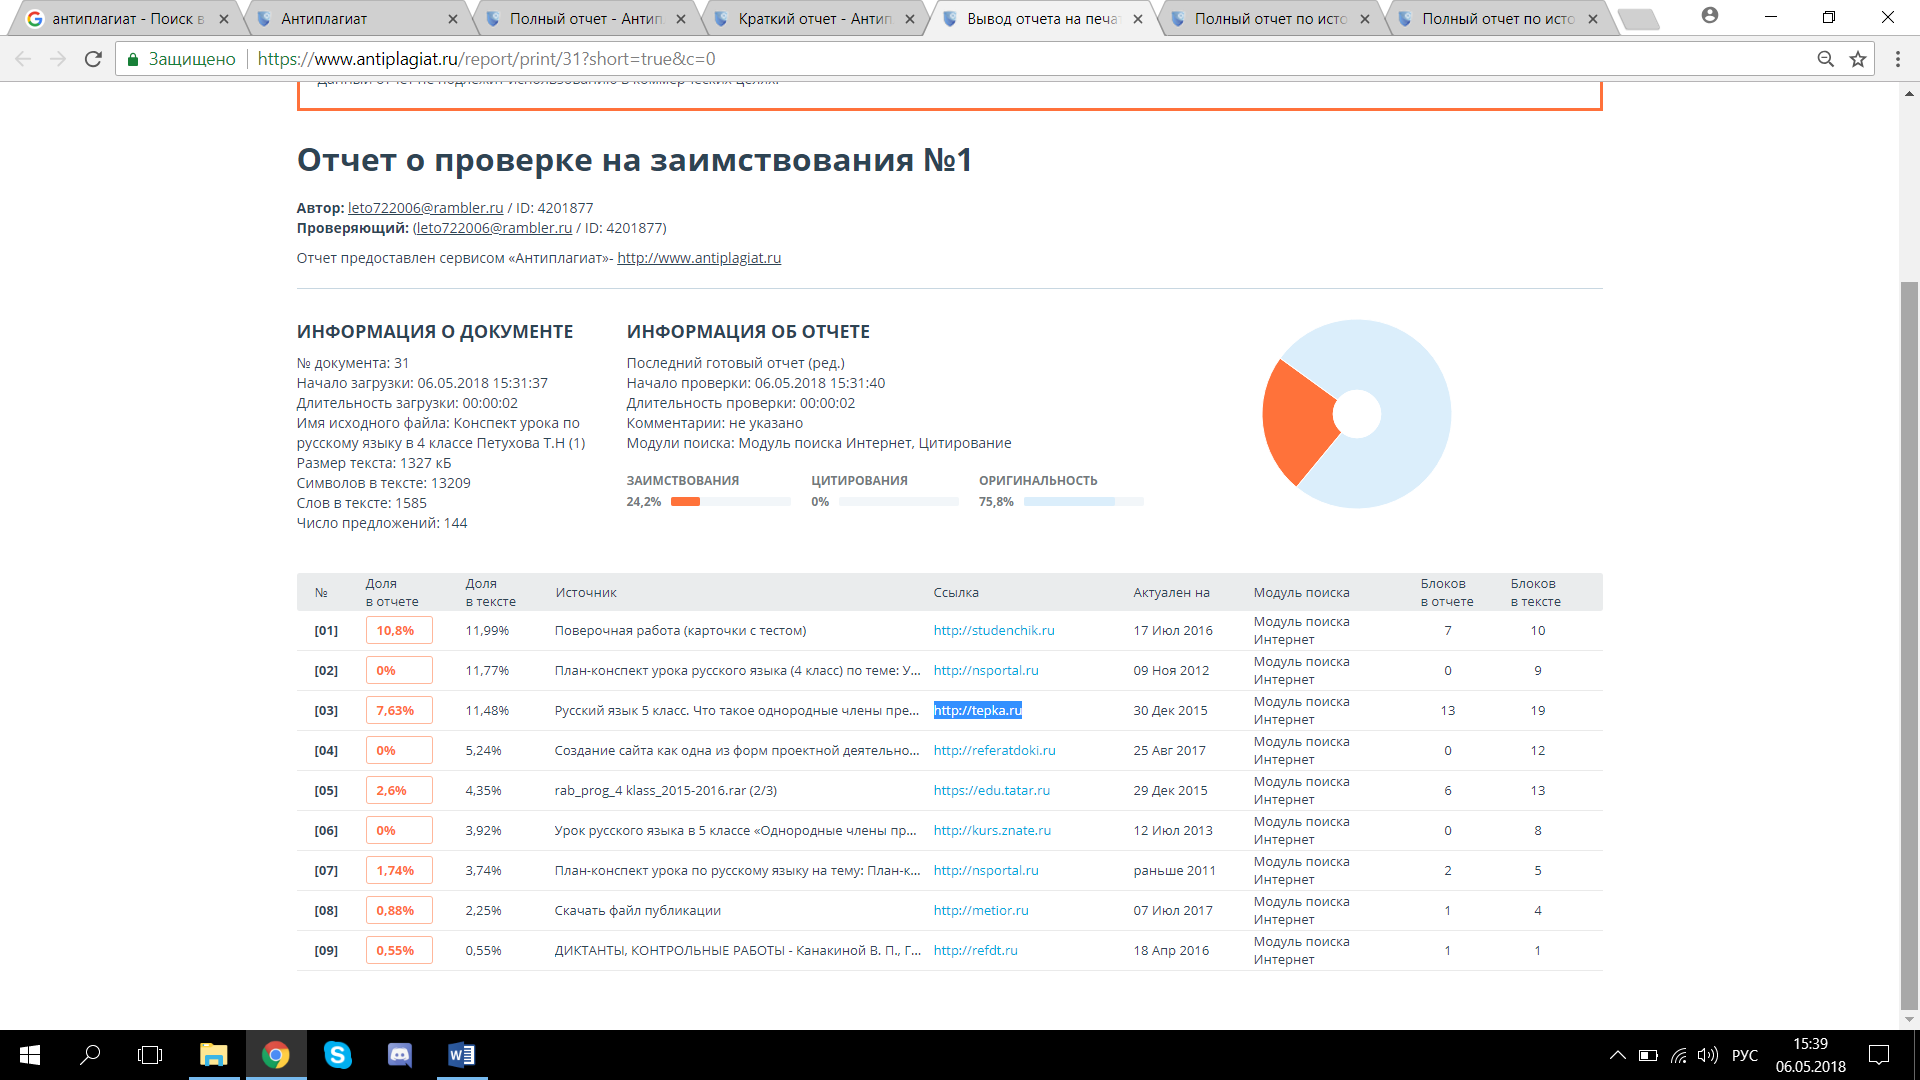 антиплагиат - Поиск в
Антиплагиат
Полный отчет - Антип
Краткий отчет - Антип
Вывод отчета на печат
Полный отчет по исто
Полный отчет по исто
Защищено
https://www.antiplagiat.ru/report/print/31?short=true&c=0
Данный отчет не подлежит использованию в коммерческих целях.
Отчет о проверке на заимствования №1
Автор: leto722006@rambler.ru / ID: 4201877
Проверяющий: (leto722006@rambler.ru / ID: 4201877)
Отчет предоставлен сервисом «Антиплагиат»- http://www.antiplagiat.ru
ИНФОРМАЦИЯ О ДОКУМЕНТЕ
№ документа: 31
Начало загрузки: 06.05.2018 15:31:37
Длительность загрузки: 00:00:02
Имя исходного файла: Конспект урока по
русскому языку в 4 классе Петухова Т.Н (1)
Размер текста: 1327 кБ
Символов в тексте: 13209
Слов в тексте: 1585
Число предложений: 144
ИНФОРМАЦИЯ ОБ ОТЧЕТЕ
Последний готовый отчет (ред.)
Начало проверки: 06.05.2018 15:31:40
Длительность проверки: 00:00:02
Комментарии: не указано
Модули поиска: Модуль поиска Интернет, Цитирование
ЗАИМСТВОВАНИЯ ЦИТИРОВАНИЯ ОРИГИНАЛЬНОСТЬ
24,2% 0% 75,8%
№ Доля в отчете Доля в тексте Источник Ссылка Актуален на Модуль поиска Блоков в отчете Блоков в тексте
[01] 10,8% 11,99% Поверочная работа (карточки с тестом) http://studenchik.ru 17 Июл 2016 Модуль поиска Интернет 7 10
[02] 0% 11,77% План-конспект урока русского языка (4 класс) по теме: У... http://nsportal.ru 09 Ноя 2012 Модуль поиска Интернет 0 9
[03] 7,63% 11,48% Русский язык 5 класс. Что такое однородные члены пре... http://tepka.ru 30 Дек 2015 Модуль поиска Интернет 13 19
[04] 0% 5,24% Создание сайта как одна из форм проектной деятельно... http://referatdoki.ru 25 Авг 2017 Модуль поиска Интернет 0 12
[05] 2,6% 4,35% rab_prog_4 klass_2015-2016.rar (2/3) https://edu.tatar.ru 29 Дек 2015 Модуль поиска Интернет 6 13
[06] 0% 3,92% Урок русского языка в 5 классе «Однородные члены пр... http://kurs.znate.ru 12 Июл 2013 Модуль поиска Интернет 0 8
[07] 1,74% 3,74% План-конспект урока по русскому языку на тему: План-к... http://nsportal.ru раньше 2011 Модуль поиска Интернет 2 5
[08] 0,88% 2,25% Скачать файл публикации http://metior.ru 07 Июл 2017 Модуль поиска Интернет 1 4
[09] 0,55% 0,55% ДИКТАНТЫ, КОНТРОЛЬНЫЕ РАБОТЫ - Канакиной В. П., Г... http://refdt.ru 18 Апр 2016 Модуль поиска Интернет 1 1
РУС
15:39
06.05.2018